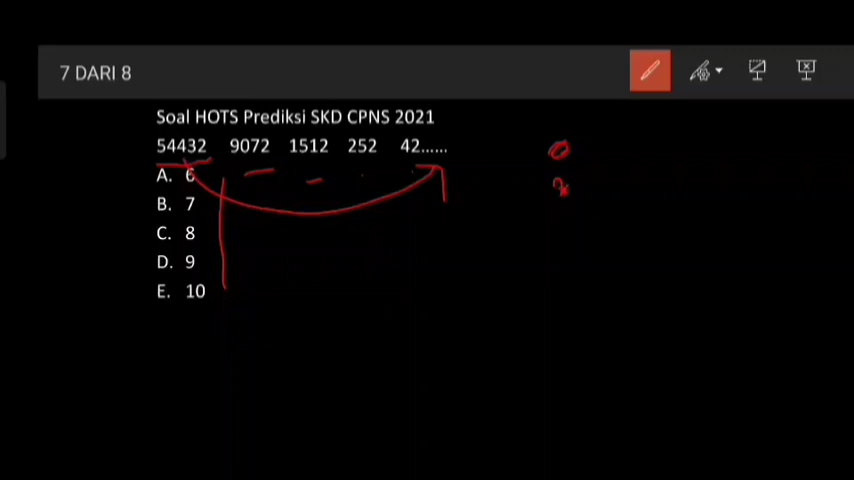 7 DARI 8
Soal HOTS Prediksi SKD CPNS 2021
54432 9072 1512 252 42......
A. 6
B. 7
C. 8
D. 9
E. 10